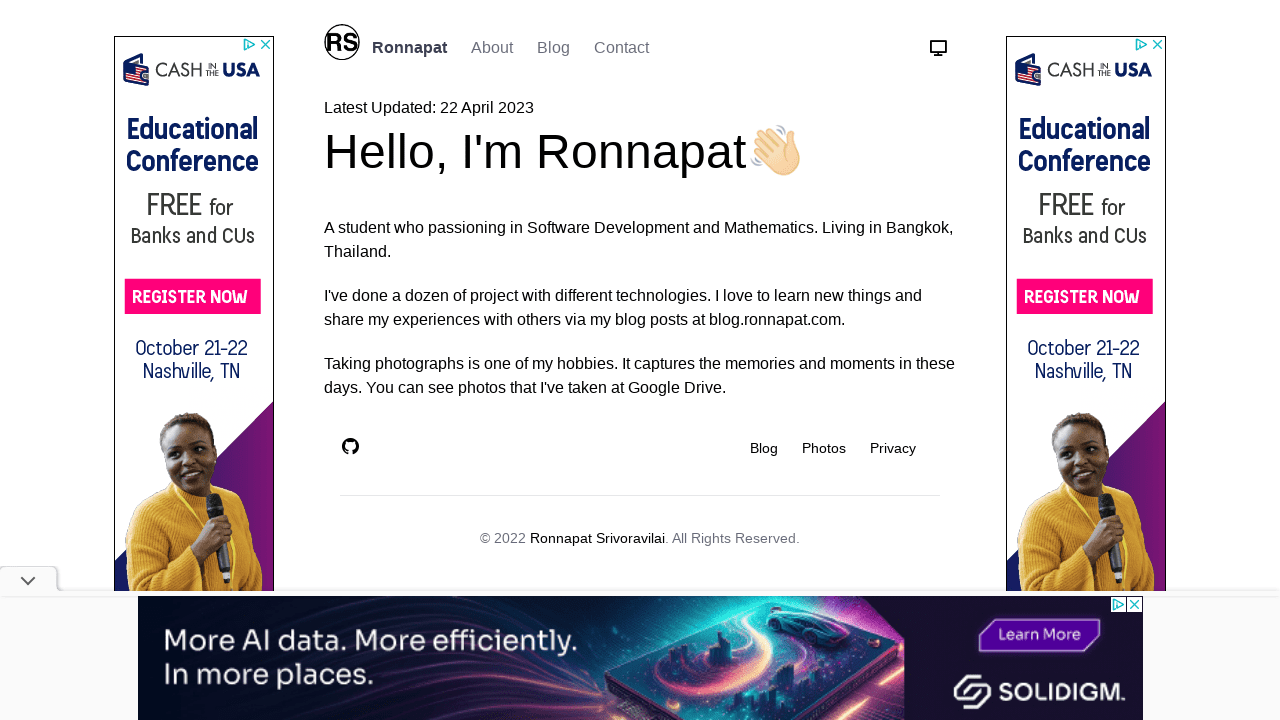 RS
Ronnapat
About
Blog
Contact
Latest Updated: 22 April 2023
Hello, I'm Ronnapat
A student who passioning in Software Development and Mathematics. Living in Bangkok,
Thailand.
I've done a dozen of project with different technologies. I love to learn new things and
share my experiences with others via my blog posts at blog.ronnapat.com.
Taking photographs is one of my hobbies. It captures the memories and moments in these
days. You can see photos that I've taken at Google Drive.
Blog
Photos
Privacy
© 2022 Ronnapat Srivoravilai. All Rights Reserved.
CASH IN THE USA
Educational
Conference
FREE for
Banks and CUs
REGISTER NOW
October 21-22
Nashville, TN
CASH IN THE USA
Educational
Conference
FREE for
Banks and CUs
REGISTER NOW
October 21-22
Nashville, TN
More AI data. More efficiently.
In more places.
Learn More
SOLIDIGM.